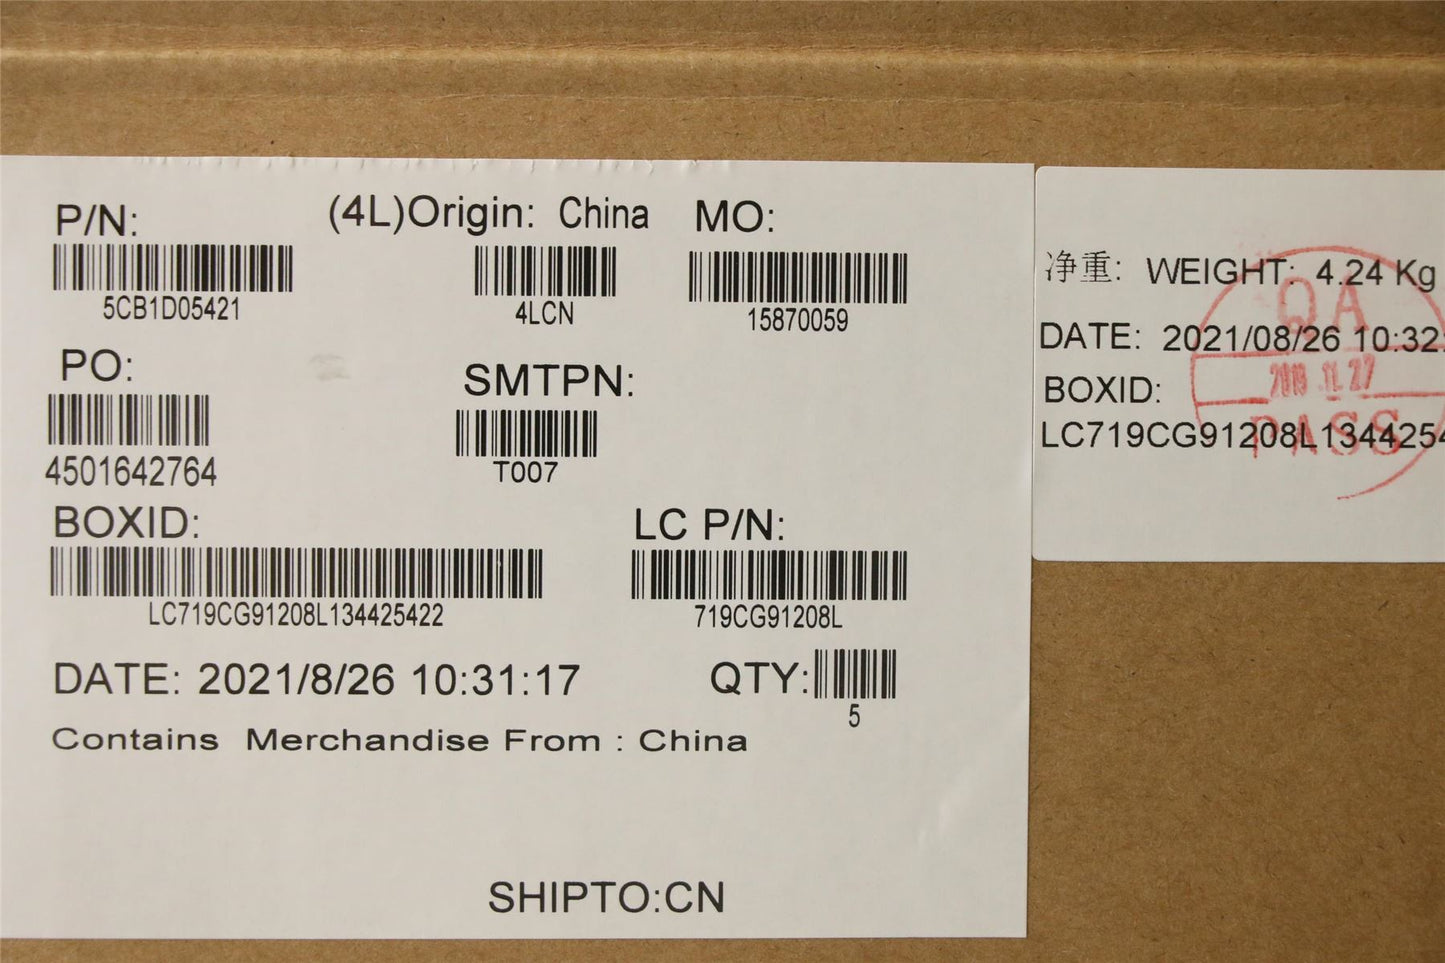 P/N: (4L)Origin: China MO:
5CB1D05421 4LCN 15870059
PO: SMTPN:
4501642764 T007
BOXID: LC P/N:
LC719CG91208L134425422 719CG91208L
DATE: 2021/8/26 10:31:17 QTY:
5
Contains Merchandise From : China
SHIPTO:CN
净重: WEIGHT: 4.24 Kg
DATE: 2021/08/26 10:32:
BOXID:
LC719CG91208L1344254
QA
PASS